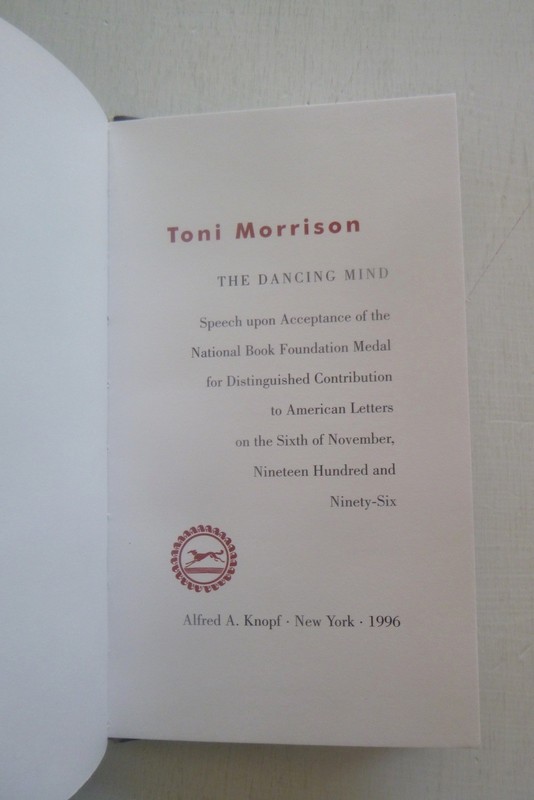 Toni Morrison
THE DANCING MIND
Speech upon Acceptance of the
National Book Foundation Medal
for Distinguished Contribution
to American Letters
on the Sixth of November,
Nineteen Hundred and
Ninety-Six
Alfred A. Knopf · New York · 1996